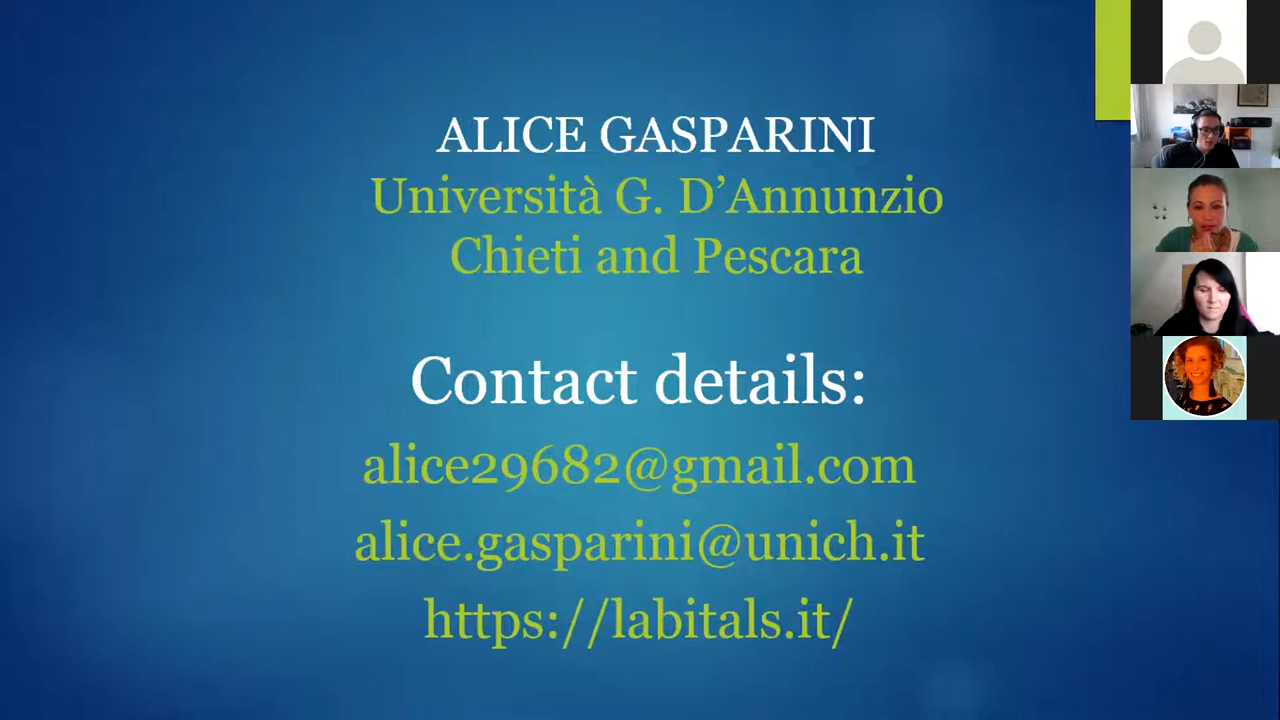 ALICE GASPARINI
Università G. D’Annunzio
Chieti and Pescara
Contact details:
alice29682@gmail.com
alice.gasparini@unich.it
https://labitals.it/